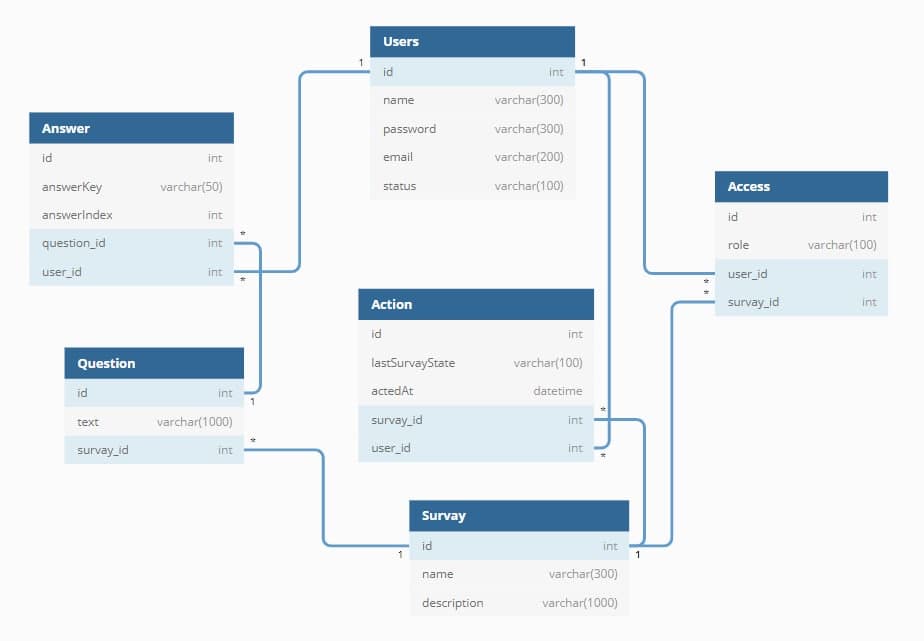 Users
1
id int
1
name varchar(300)
password varchar(300)
email varchar(200)
status varchar(100)
Answer
id int
answerKey varchar(50)
answerIndex int
question_id int
*
user_id int
*
Access
id int
role varchar(100)
user_id int
*
*
survay_id int
Action
id int
lastSurvayState varchar(100)
actedAt datetime
survay_id int
*
user_id int
*
Question
id int
1
text varchar(1000)
survay_id int
*
Survay
1
id int
1
name varchar(300)
description varchar(1000)